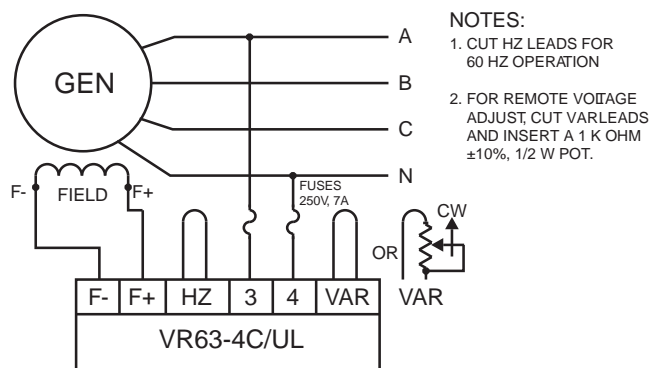 GEN
A
B
C
N
F-
FIELD
F+
FUSES
250V, 7A
OR
CW
F-
F+
HZ
3
4
VAR
VAR
VR63-4C/UL
NOTES:
1. CUT HZ LEADS FOR
60 HZ OPERATION
2. FOR REMOTE VOLTAGE
ADJUST, CUT VAR LEADS
AND INSERT A 1 K OHM
±10%, 1/2 W POT.